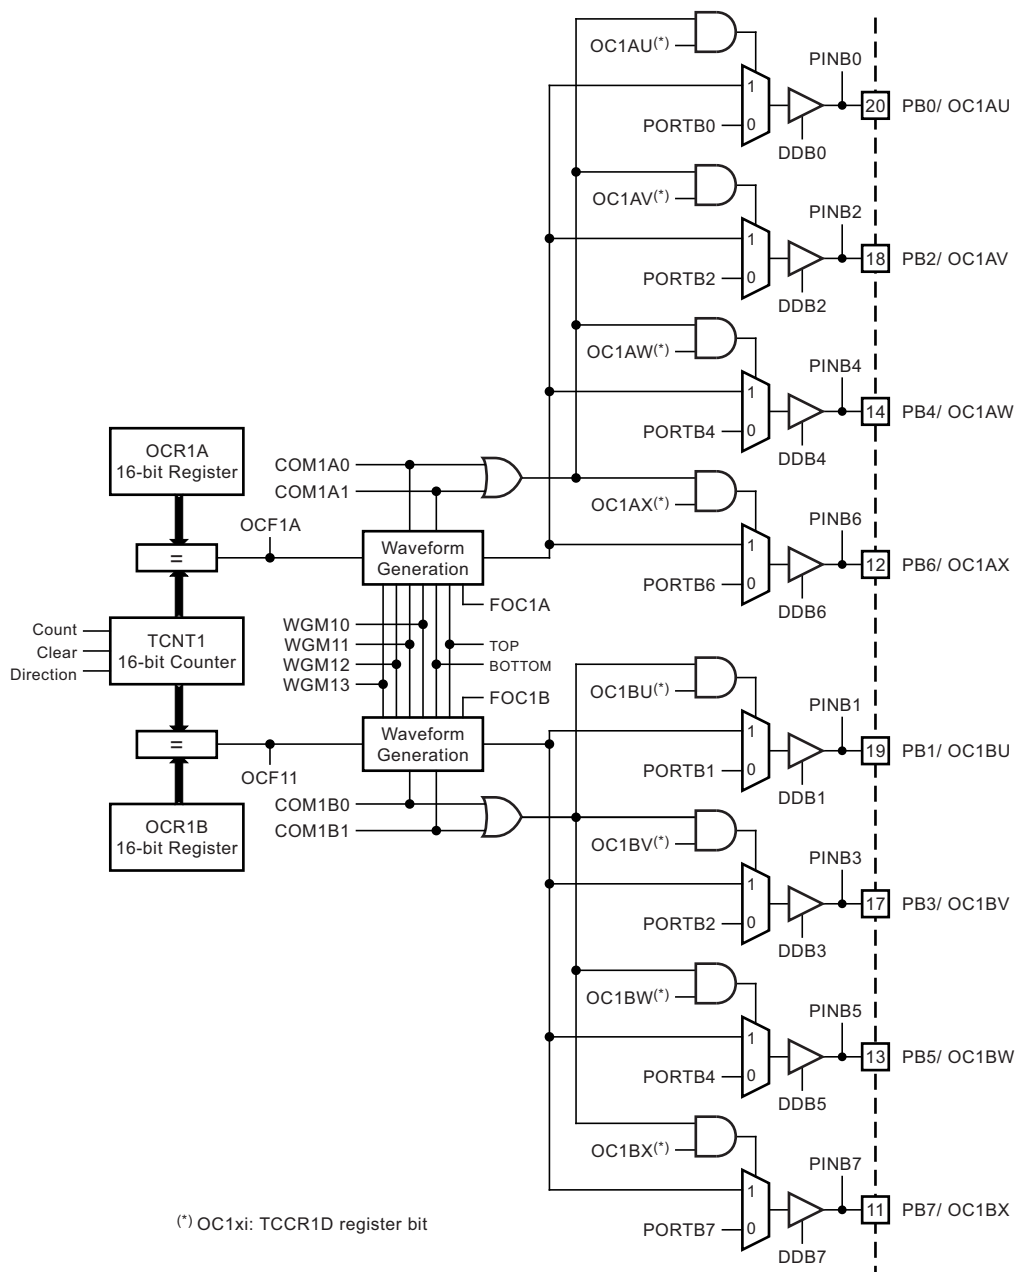 OC1AU(*)
PINB0
1
20
PB0/ OC1AU
PORTB0
0
DDB0
OC1AV(*)
PINB2
1
18
PB2/ OC1AV
PORTB2
0
DDB2
OC1AW(*)
PINB4
1
14
PB4/ OC1AW
PORTB4
0
DDB4
OCR1A
16-bit Register
COM1A0
COM1A1
OC1AX(*)
PINB6
OCF1A
=
Waveform
Generation
1
12
PB6/ OC1AX
PORTB6
0
DDB6
FOC1A
Count
Clear
Direction
TCNT1
16-bit Counter
WGM10
WGM11
WGM12
WGM13
TOP
BOTTOM
FOC1B
OC1BU(*)
PINB1
=
Waveform
Generation
OCF11
1
19
PB1/ OC1BU
PORTB1
0
DDB1
COM1B0
COM1B1
OCR1B
16-bit Register
OC1BV(*)
PINB3
1
17
PB3/ OC1BV
PORTB2
0
DDB3
OC1BW(*)
PINB5
1
13
PB5/ OC1BW
PORTB4
0
DDB5
OC1BX(*)
PINB7
1
11
PB7/ OC1BX
PORTB7
0
DDB7
(*) OC1xi: TCCR1D register bit